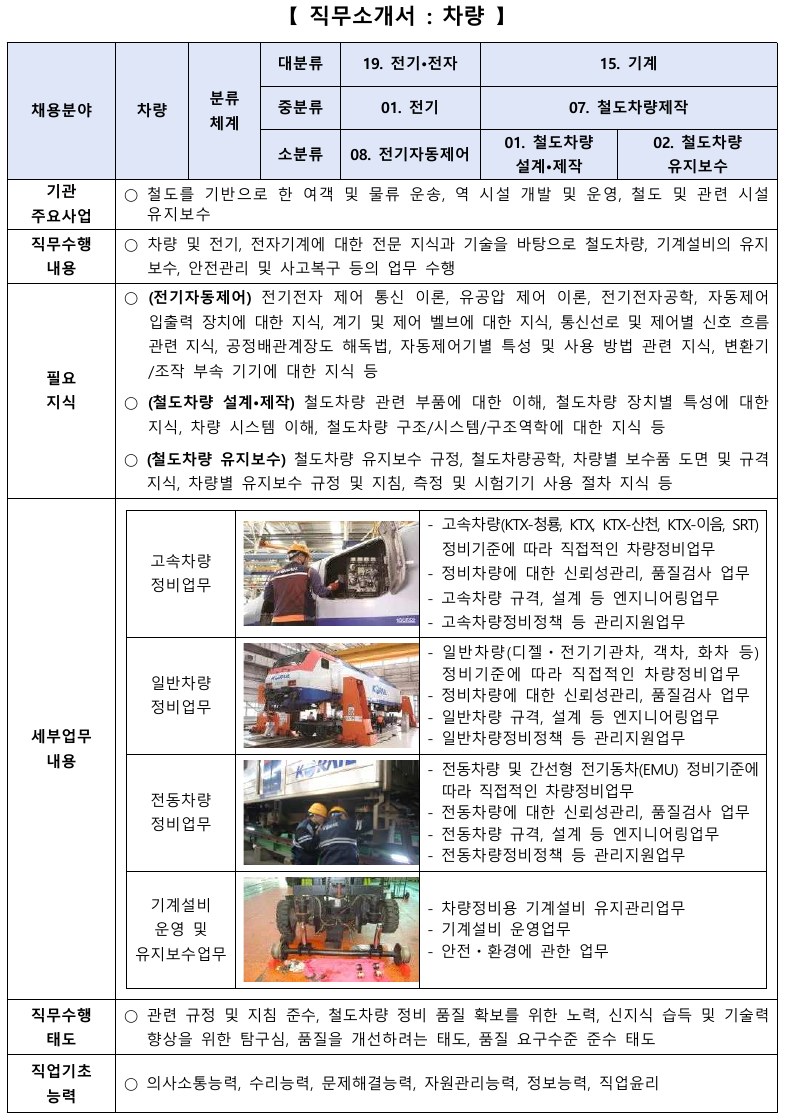 【 직무소개서 : 차량 】
채용분야
차량
분류
체계
대분류
19. 전기•전자
15. 기계
중분류
01. 전기
07. 철도차량제작
소분류
08. 전기자동제어
01. 철도차량
설계•제작
02. 철도차량
유지보수
기관
주요사업
○ 철도를 기반으로 한 여객 및 물류 운송, 역 시설 개발 및 운영, 철도 및 관련 시설
유지보수
직무수행
내용
○ 차량 및 전기, 전자기계에 대한 전문 지식과 기술을 바탕으로 철도차량, 기계설비의 유지
보수, 안전관리 및 사고복구 등의 업무 수행
필요
지식
○ (전기자동제어) 전기전자 제어 통신 이론, 유공압 제어 이론, 전기전자공학, 자동제어
입출력 장치에 대한 지식, 계기 및 제어 벨브에 대한 지식, 통신선로 및 제어별 신호 흐름
관련 지식, 공정배관계장도 해독법, 자동제어기별 특성 및 사용 방법 관련 지식, 변환기
/조작 부속 기기에 대한 지식 등
○ (철도차량 설계•제작) 철도차량 관련 부품에 대한 이해, 철도차량 장치별 특성에 대한
지식, 차량 시스템 이해, 철도차량 구조/시스템/구조역학에 대한 지식 등
○ (철도차량 유지보수) 철도차량 유지보수 규정, 철도차량공학, 차량별 보수품 도면 및 규격
지식, 차량별 유지보수 규정 및 지침, 측정 및 시험기기 사용 절차 지식 등
세부업무
내용
고속차량
정비업무
- 고속차량(KTX-청룡, KTX, KTX-산천, KTX-이음, SRT)
정비기준에 따라 직접적인 차량정비업무
- 정비차량에 대한 신뢰성관리, 품질검사 업무
- 고속차량 규격, 설계 등 엔지니어링업무
- 고속차량정비정책 등 관리지원업무
일반차량
정비업무
KORAIL
- 일반차량(디젤・전기기관차, 객차, 화차 등)
정비기준에 따라 직접적인 차량정비업무
- 정비차량에 대한 신뢰성관리, 품질검사 업무
- 일반차량 규격, 설계 등 엔지니어링업무
- 일반차량정비정책 등 관리지원업무
전동차량
정비업무
KORAIL
- 전동차량 및 간선형 전기동차(EMU) 정비기준에
따라 직접적인 차량정비업무
- 전동차량에 대한 신뢰성관리, 품질검사 업무
- 전동차량 규격, 설계 등 엔지니어링업무
- 전동차량정비정책 등 관리지원업무
기계설비
운영 및
유지보수업무
- 차량정비용 기계설비 유지관리업무
- 기계설비 운영업무
- 안전・환경에 관한 업무
직무수행
태도
○ 관련 규정 및 지침 준수, 철도차량 정비 품질 확보를 위한 노력, 신지식 습득 및 기술력
향상을 위한 탐구심, 품질을 개선하려는 태도, 품질 요구수준 준수 태도
직업기초
능력
○ 의사소통능력, 수리능력, 문제해결능력, 자원관리능력, 정보능력, 직업윤리